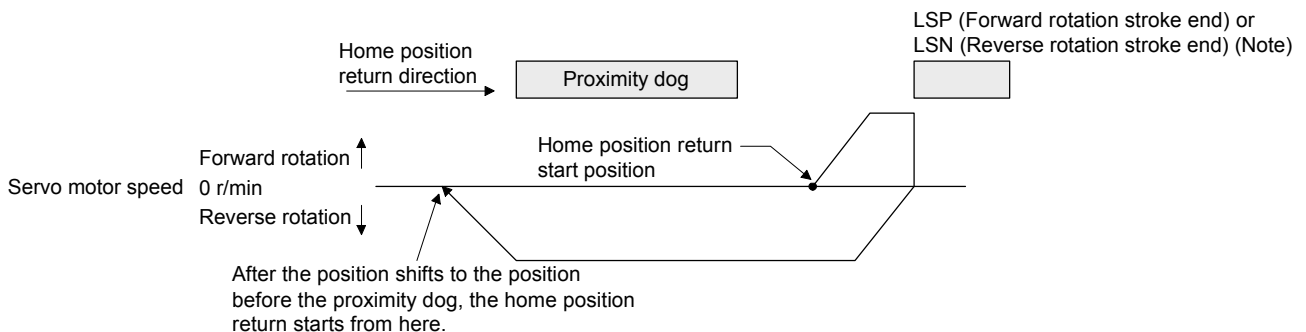 LSP (Forward rotation stroke end) or
LSN (Reverse rotation stroke end) (Note)
Home position
return direction
Proximity dog
Home position return
start position
Forward rotation
Servo motor speed 0 r/min
Reverse rotation
After the position shifts to the position
before the proximity dog, the home position
return starts from here.